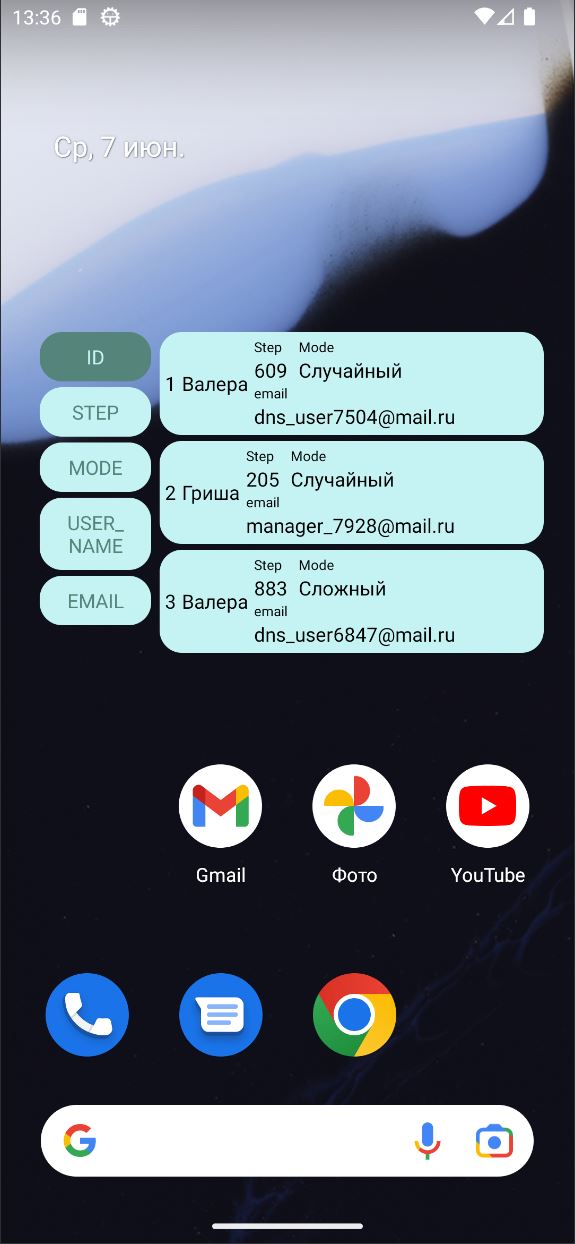 13:36
Ср, 7 июн.
ID
STEP
MODE
USER_
NAME
EMAIL
Step Mode
1 Валера 609 Случайный
email
dns_user7504@mail.ru
Step Mode
2 Гриша 205 Случайный
email
manager_7928@mail.ru
Step Mode
3 Валера 883 Сложный
email
dns_user6847@mail.ru
Gmail Фото YouTube